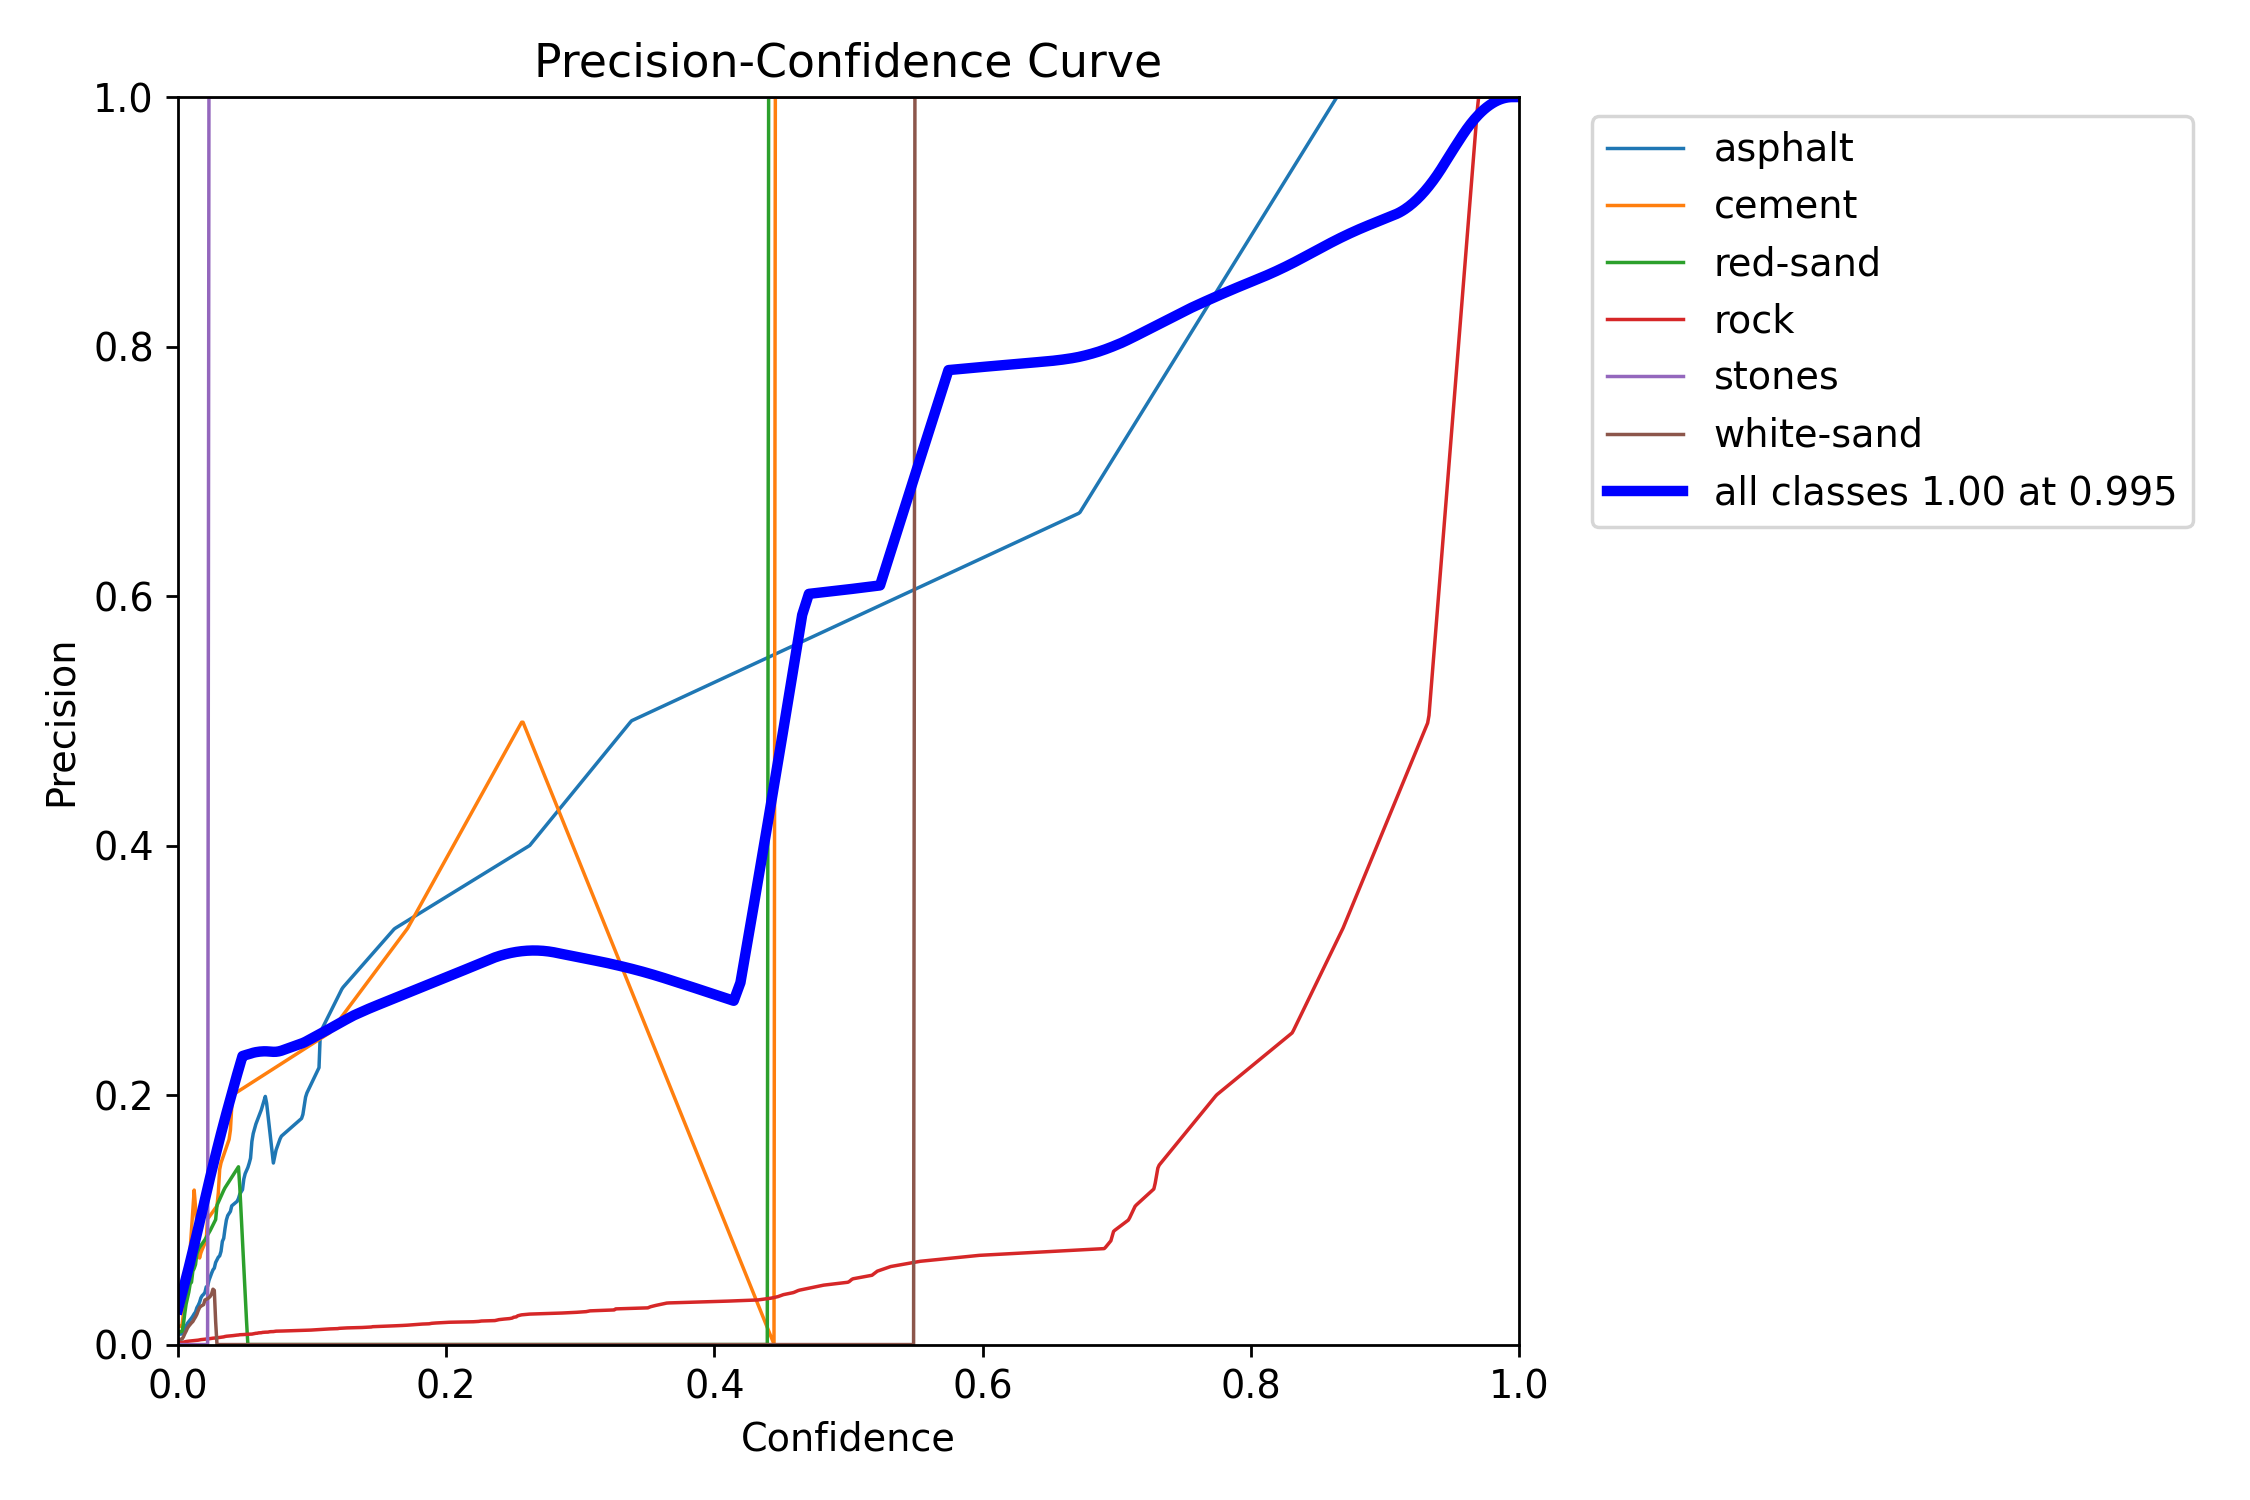 Precision-Confidence Curve
1.0
0.8
0.6
0.4
0.2
0.0
Precision
0.0 0.2 0.4 0.6 0.8 1.0
Confidence
asphalt
cement
red-sand
rock
stones
white-sand
all classes 1.00 at 0.995